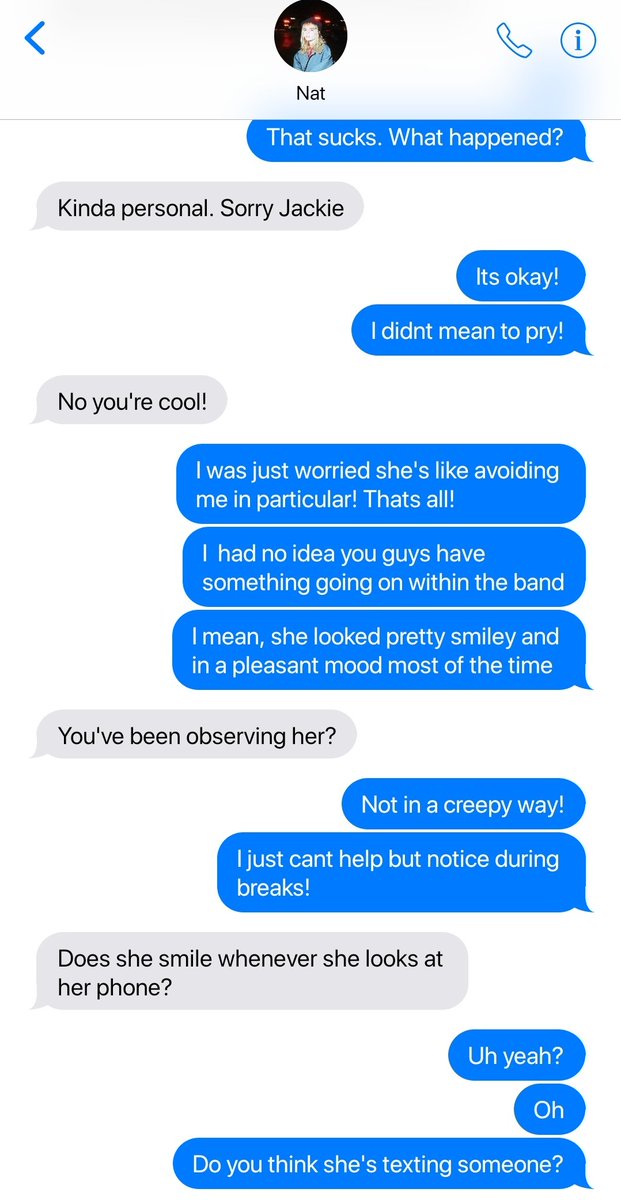 Nat
That sucks. What happened?
Kinda personal. Sorry Jackie
Its okay!
I didnt mean to pry!
No you're cool!
I was just worried she's like avoiding
me in particular! Thats all!
I had no idea you guys have
something going on within the band
I mean, she looked pretty smiley and
in a pleasant mood most of the time
You've been observing her?
Not in a creepy way!
I just cant help but notice during
breaks!
Does she smile whenever she looks at
her phone?
Uh yeah?
Oh
Do you think she's texting someone?